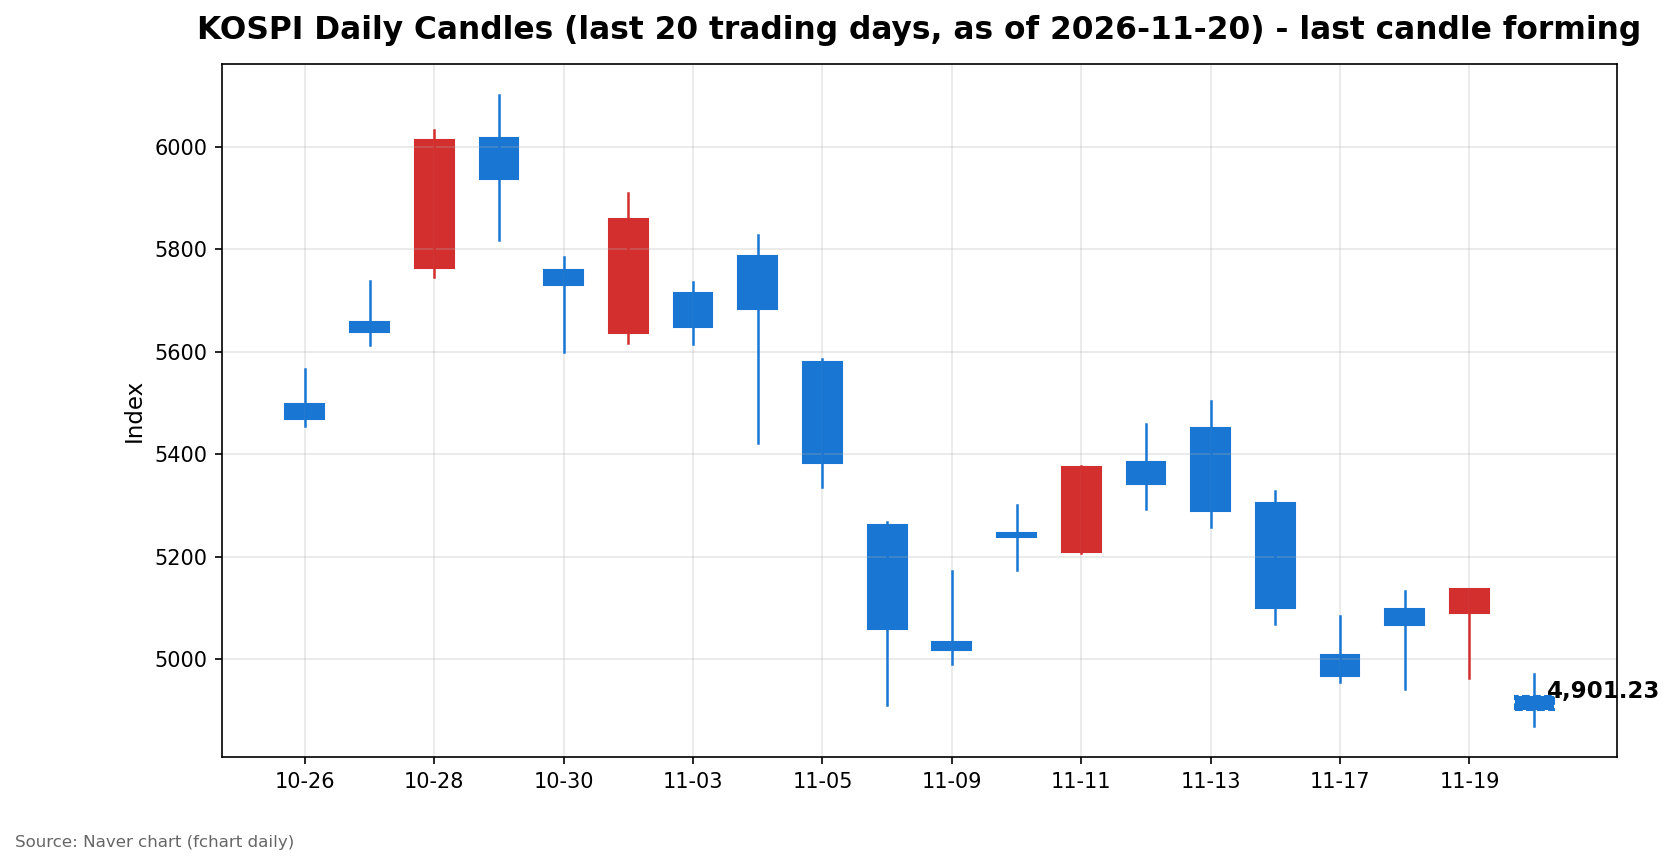 KOSPI Daily Candles (last 20 trading days, as of 2026-11-20) - last candle forming
6000
5800
5600
5400
5200
5000
Index
4,901.23
10-26 10-28 10-30 11-03 11-05 11-09 11-11 11-13 11-17 11-19
Source: Naver chart (fchart daily)